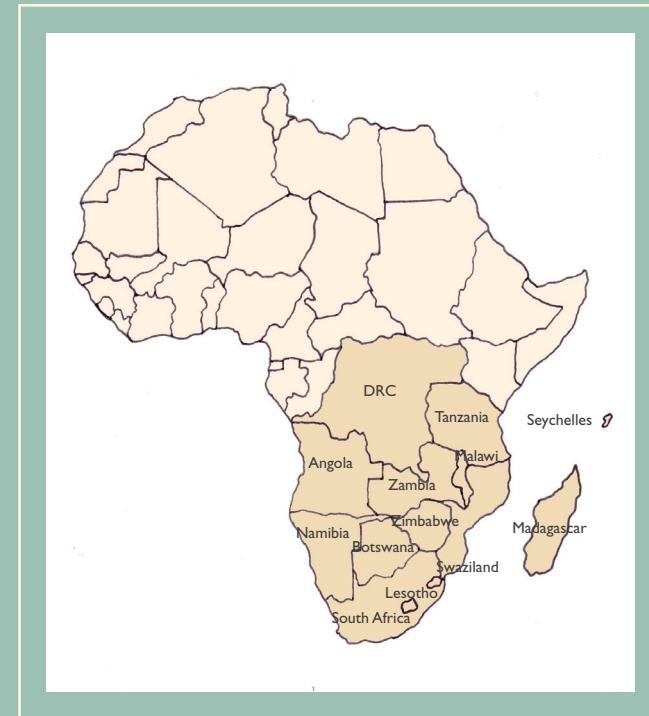 DRC
Tanzania
Seychelles
Malawi
Angola
Zambia
Zimbabwe
Madagascar
Namibia
Botswana
Swaziland
Lesotho
South Africa